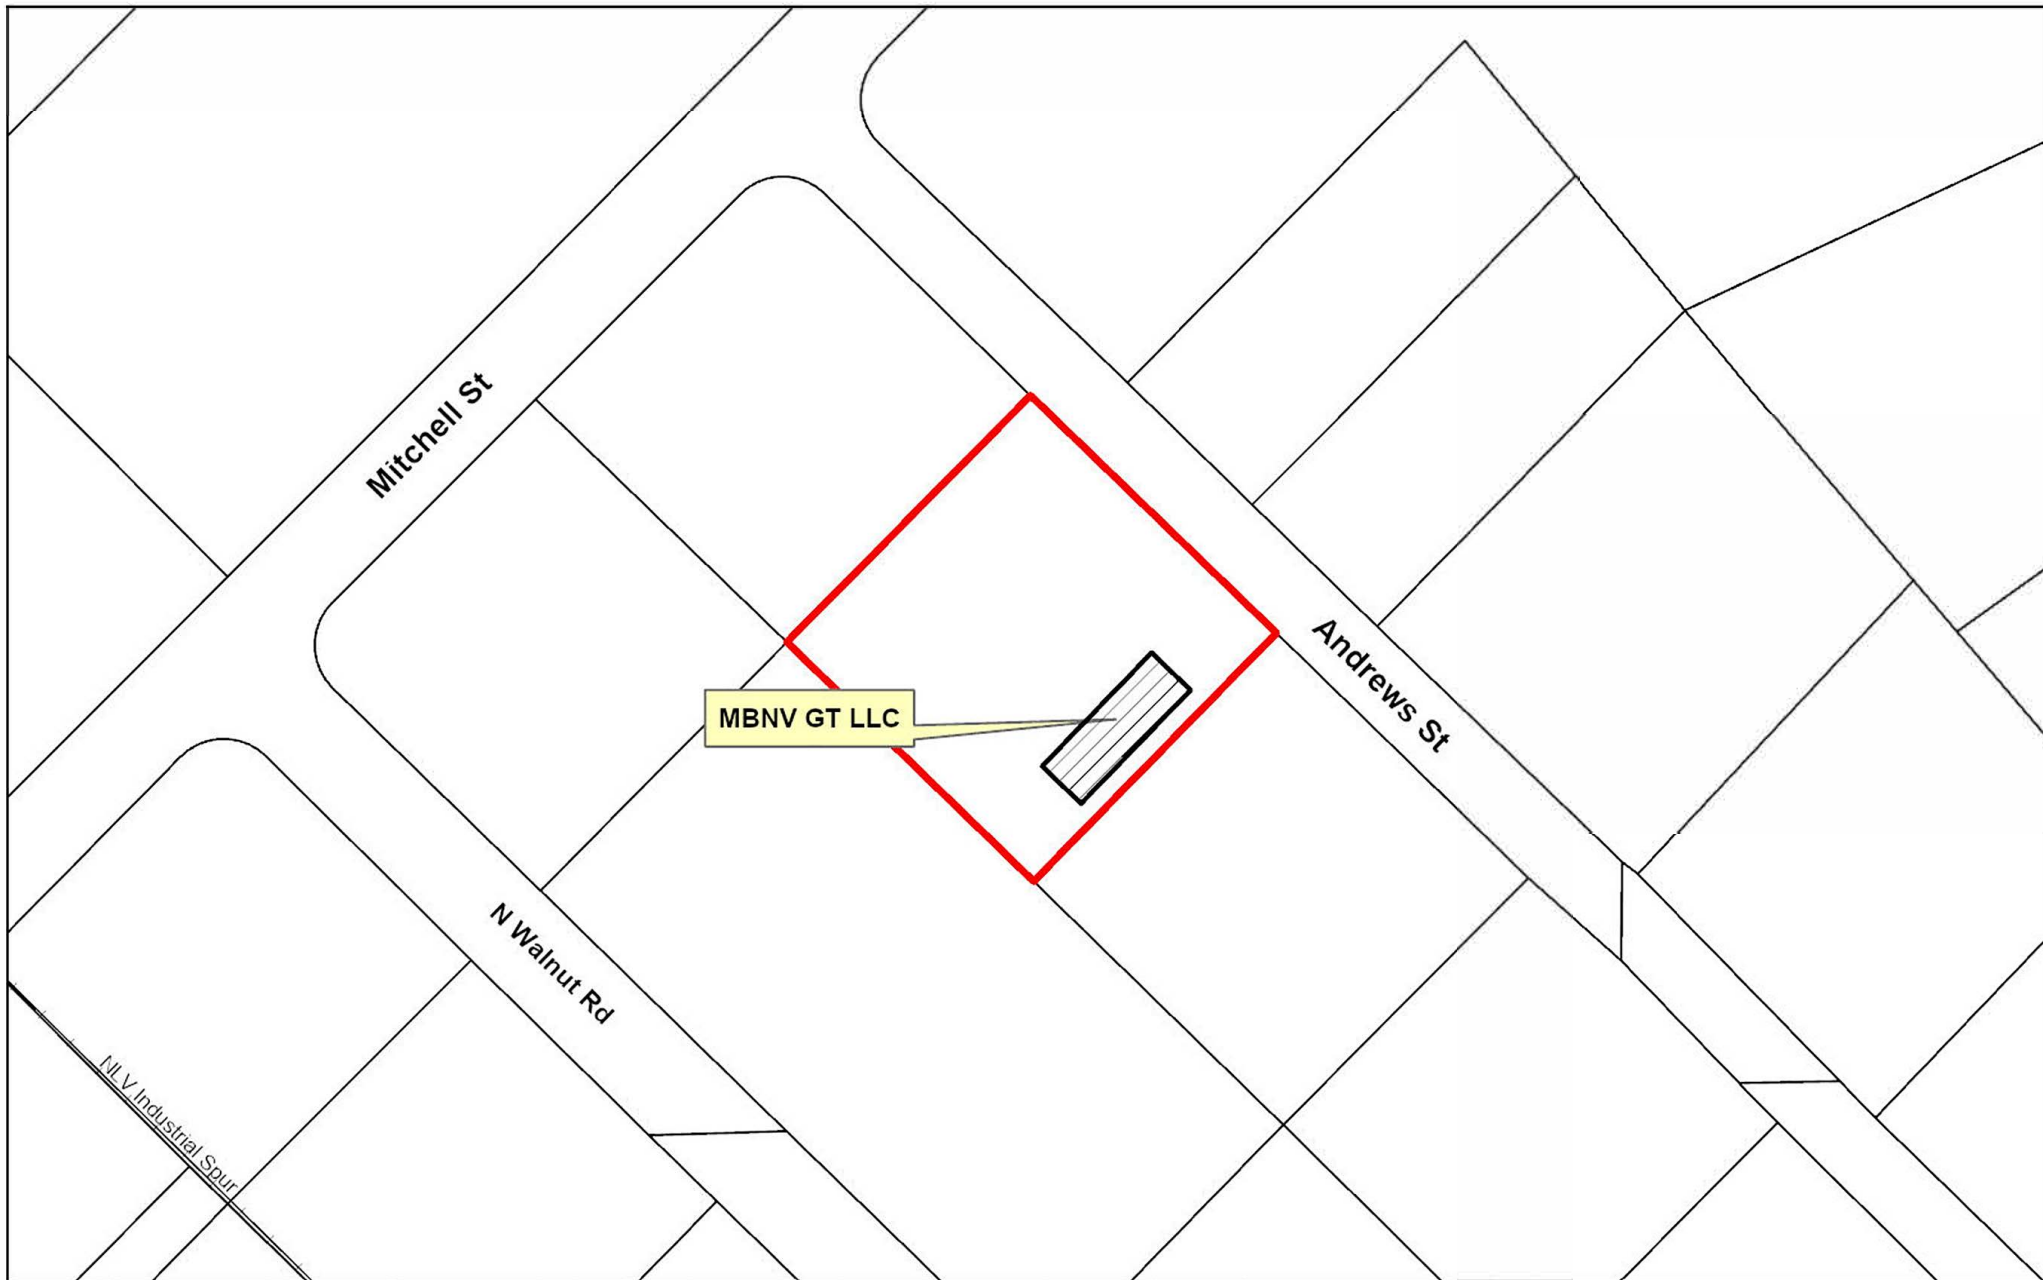 Mitchell St
Andrews St
MBNV GT LLC
N Walnut Rd
NLV Industrial Spur